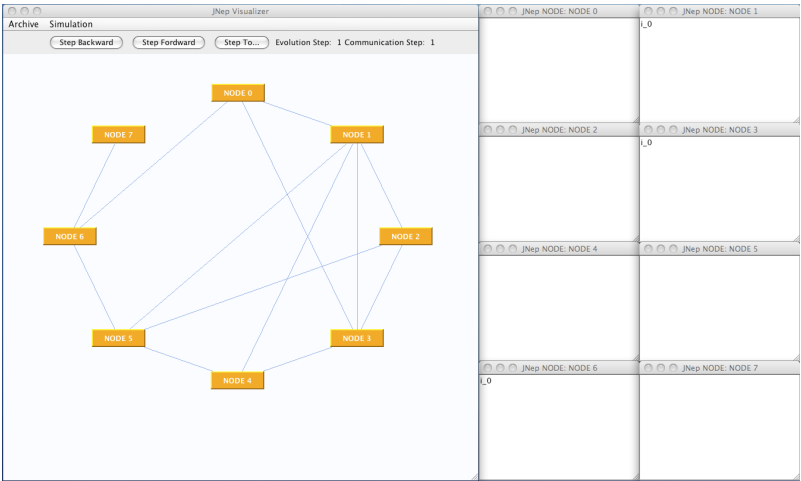 JNep Visualizer
Archive Simulation
Step Backward Step Fordward Step To... Evolution Step: 1 Communication Step: 1
NODE 0
NODE 7
NODE 1
NODE 6
NODE 2
NODE 5
NODE 3
NODE 4
JNep NODE: NODE 0
JNep NODE: NODE 1
i_0
JNep NODE: NODE 2
JNep NODE: NODE 3
i_0
JNep NODE: NODE 4
JNep NODE: NODE 5
JNep NODE: NODE 6
i_0
JNep NODE: NODE 7